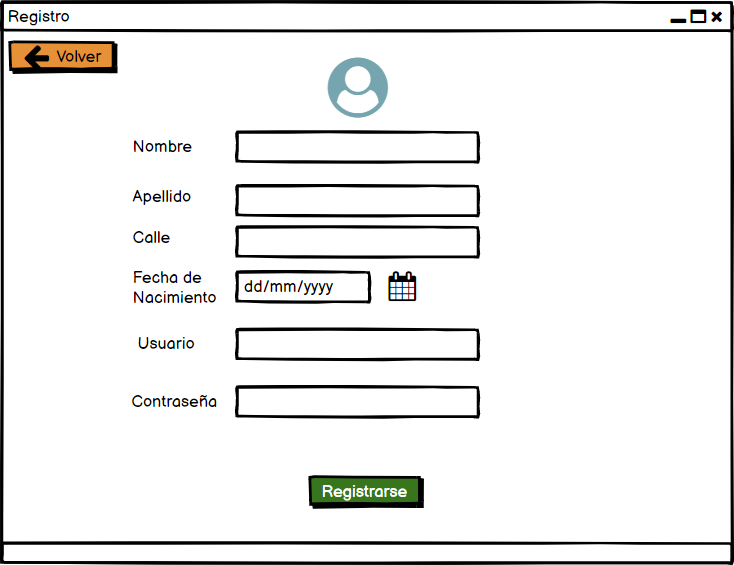 Registro
Volver
Nombre
Apellido
Calle
Fecha de
Nacimiento
dd/mm/yyyy
Usuario
Contraseña
Registrarse